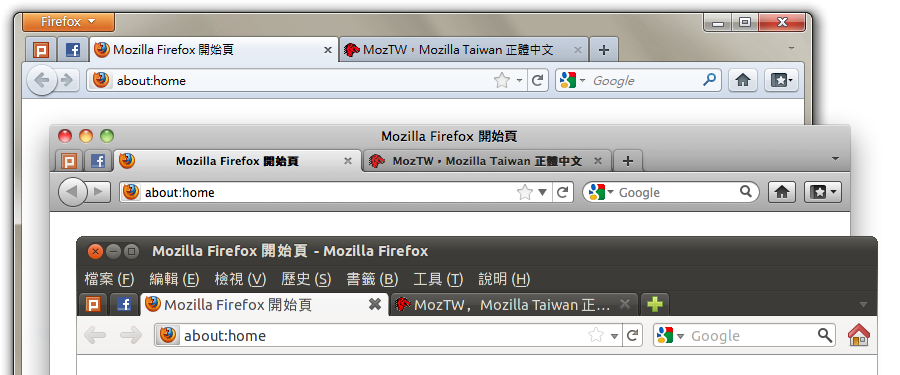 Firefox
Mozilla Firefox 開始頁
MozTW，Mozilla Taiwan 正體中文
about:home
Google
Mozilla Firefox 開始頁
Mozilla Firefox 開始頁
MozTW，Mozilla Taiwan 正體中文
about:home
Google
Mozilla Firefox 開始頁 - Mozilla Firefox
檔案 (F) 編輯 (E) 檢視 (V) 歷史 (S) 書籤 (B) 工具 (T) 說明 (H)
Mozilla Firefox 開始頁
MozTW，Mozilla Taiwan 正...
about:home
Google